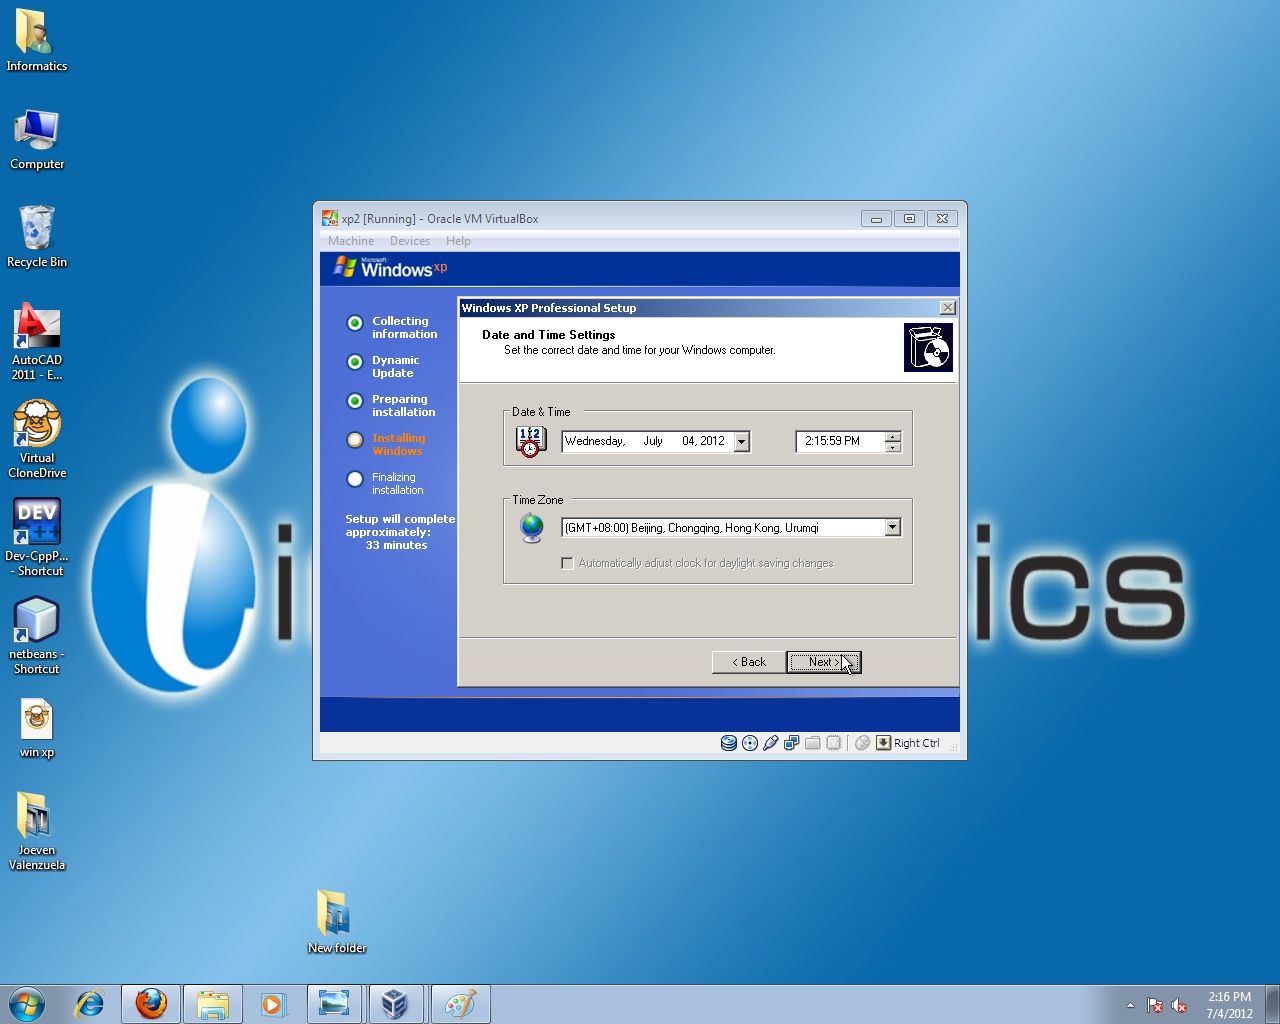 Informatics
Computer
Recycle Bin
AutoCAD
2011 - E...
Virtual
CloneDrive
DEV
C++
Dev-CppP...
- Shortcut
netbeans -
Shortcut
win xp
Joeven
Valenzuela
New folder
xp2 [Running] - Oracle VM VirtualBox
Machine Devices Help
Microsoft
Windows xp
Collecting
information
Dynamic
Update
Preparing
installation
Installing
Windows
Finalizing
installation
Setup will complete
approximately:
33 minutes
Windows XP Professional Setup
Date and Time Settings
Set the correct date and time for your Windows computer.
Date & Time
Wednesday, July 04, 2012
2:15:59 PM
Time Zone
(GMT+08:00) Beijing, Chongqing, Hong Kong, Urumqi
Automatically adjust clock for daylight saving changes
< Back
Next >
Right Ctrl
ics
2:16 PM
7/4/2012